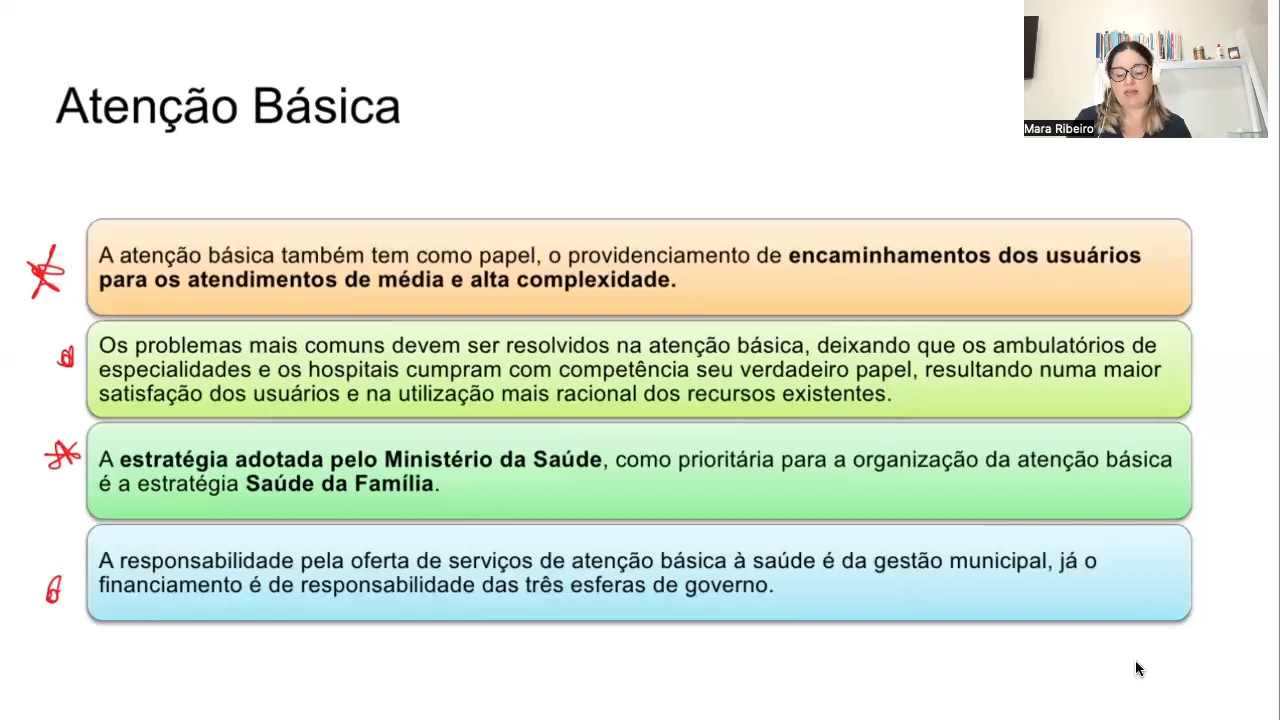 Mara Ribeiro
Atenção Básica
A atenção básica também tem como papel, o providenciamento de encaminhamentos dos usuários
para os atendimentos de média e alta complexidade.
Os problemas mais comuns devem ser resolvidos na atenção básica, deixando que os ambulatórios de
especialidades e os hospitais cumpram com competência seu verdadeiro papel, resultando numa maior
satisfação dos usuários e na utilização mais racional dos recursos existentes.
A estratégia adotada pelo Ministério da Saúde, como prioritária para a organização da atenção básica
é a estratégia Saúde da Família.
A responsabilidade pela oferta de serviços de atenção básica à saúde é da gestão municipal, já o
financiamento é de responsabilidade das três esferas de governo.